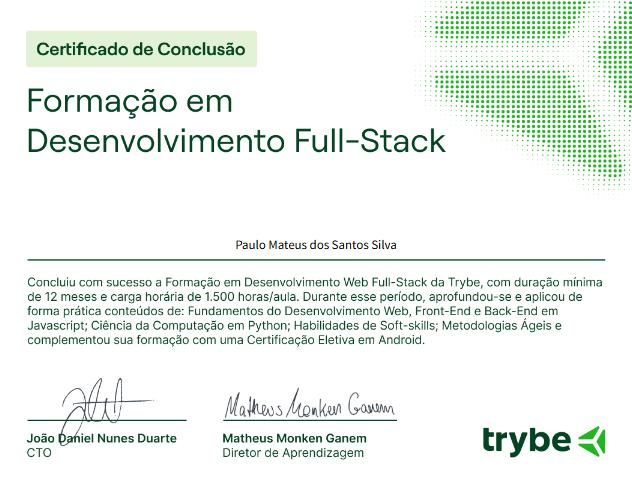 Certificado de Conclusão
Formação em
Desenvolvimento Full-Stack
Paulo Mateus dos Santos Silva
Concluiu com sucesso a Formação em Desenvolvimento Web Full-Stack da Trybe, com duração mínima
de 12 meses e carga horária de 1.500 horas/aula. Durante esse período, aprofundou-se e aplicou de
forma prática conteúdos de: Fundamentos do Desenvolvimento Web, Front-End e Back-End em
Javascript; Ciência da Computação em Python; Habilidades de Soft-skills; Metodologias Ágeis e
complementou sua formação com uma Certificação Eletiva em Android.
Matheus Monken Ganem
João Daniel Nunes Duarte
CTO
Matheus Monken Ganem
Diretor de Aprendizagem
trybe